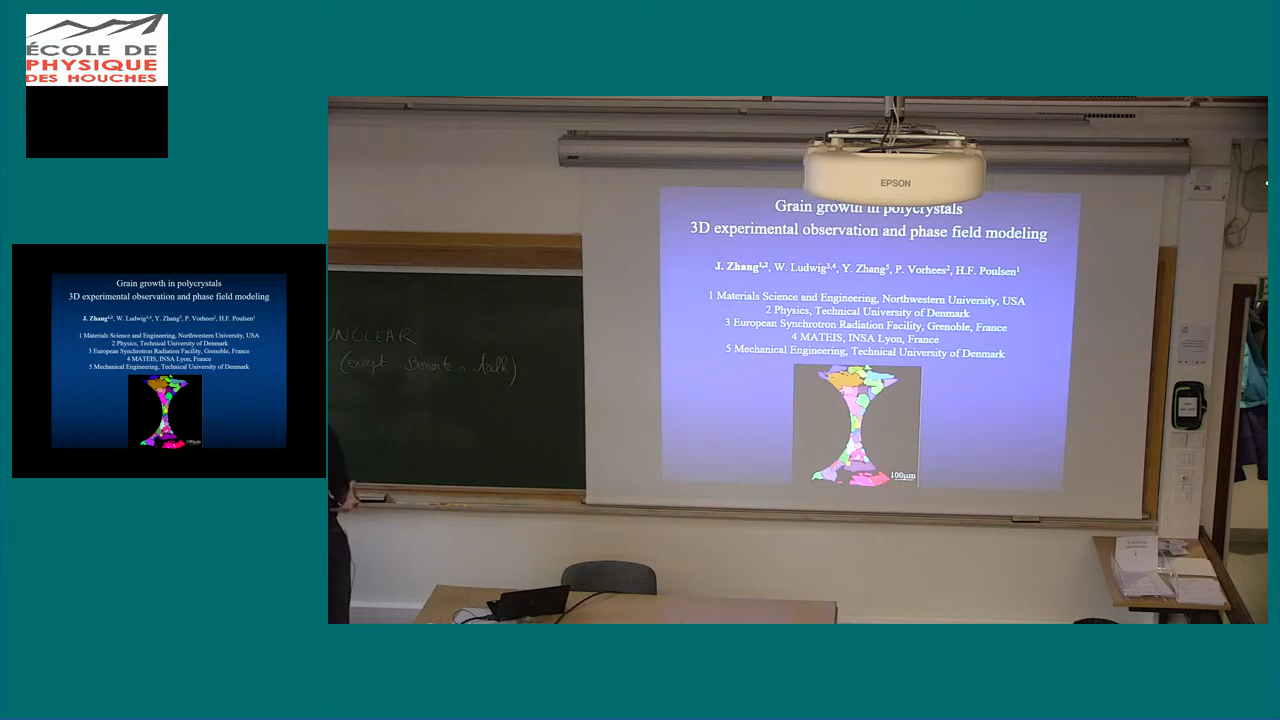 ÉCOLE DE
PHYSIQUE
DES HOUCHES
Grain growth in polycrystals
3D experimental observation and phase field modeling
J. Zhang¹,², W. Ludwig³,⁴, Y. Zhang⁵, P. Vorhees², H.F. Poulsen¹
1 Materials Science and Engineering, Northwestern University, USA
2 Physics, Technical University of Denmark
3 European Synchrotron Radiation Facility, Grenoble, France
4 MATEIS, INSA Lyon, France
5 Mechanical Engineering, Technical University of Denmark
100μm
UNCLEAR
(except Benoit's talk)
EPSON
Grain growth in polycrystals
3D experimental observation and phase field modeling
J. Zhang¹,², W. Ludwig³,⁴, Y. Zhang⁵, P. Vorhees², H.F. Poulsen¹
1 Materials Science and Engineering, Northwestern University, USA
2 Physics, Technical University of Denmark
3 European Synchrotron Radiation Facility, Grenoble, France
4 MATEIS, INSA Lyon, France
5 Mechanical Engineering, Technical University of Denmark
100μm